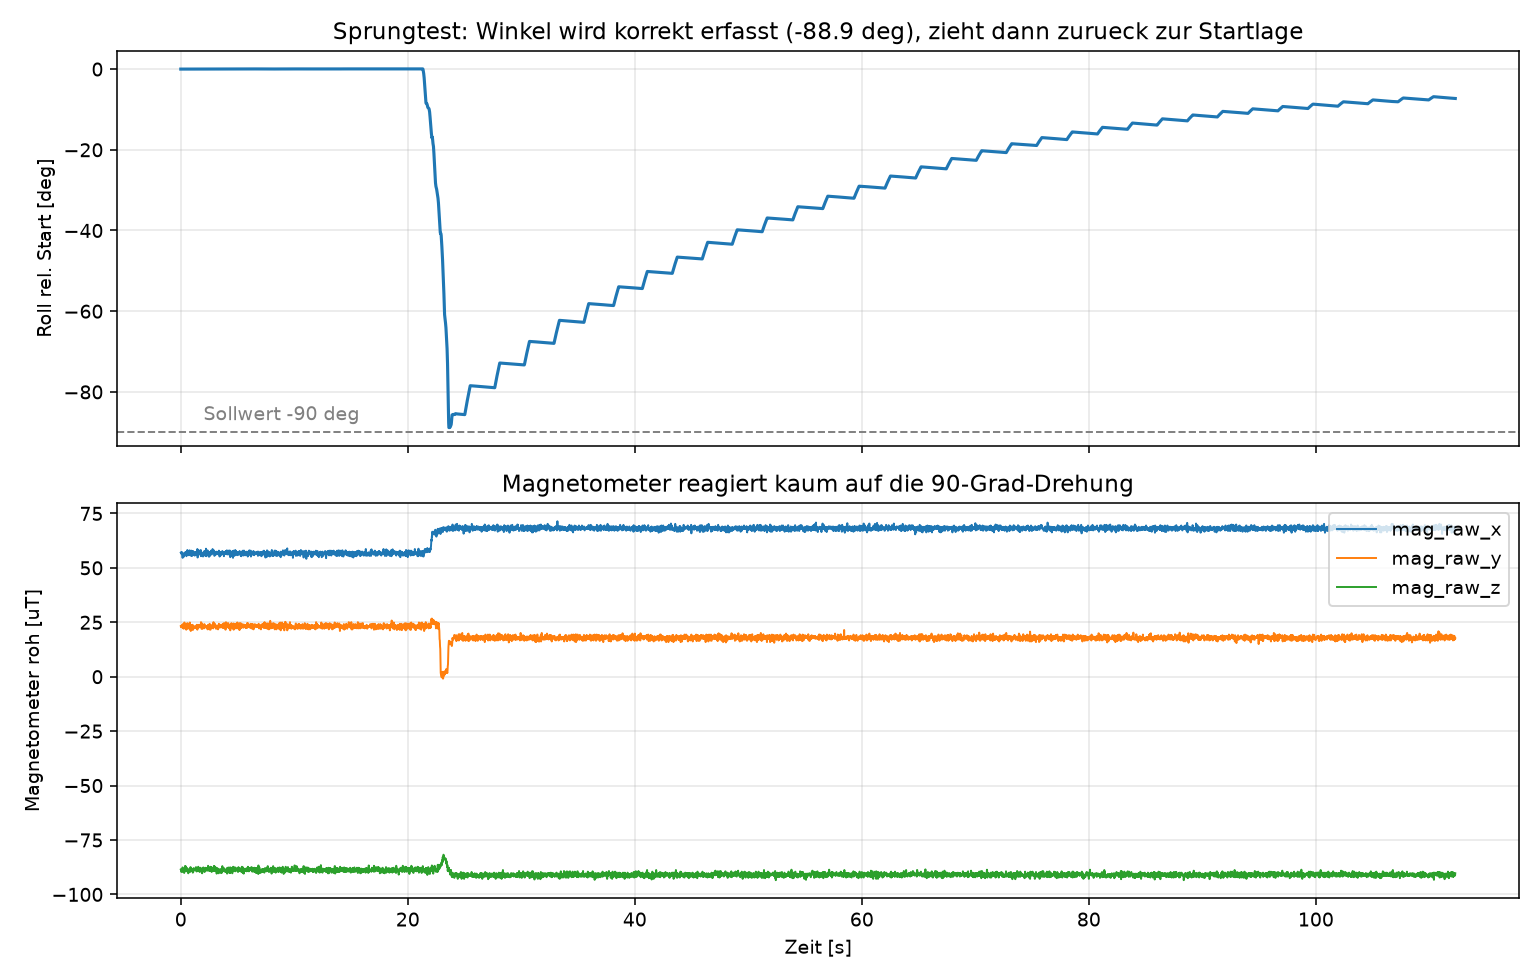 Sprungtest: Winkel wird korrekt erfasst (-88.9 deg), zieht dann zurueck zur Startlage
0
−20
−40
−60
−80
Roll rel. Start [deg]
Sollwert -90 deg
Magnetometer reagiert kaum auf die 90-Grad-Drehung
75
50
25
0
−25
−50
−75
−100
Magnetometer roh [uT]
mag_raw_x
mag_raw_y
mag_raw_z
0
20
40
60
80
100
Zeit [s]